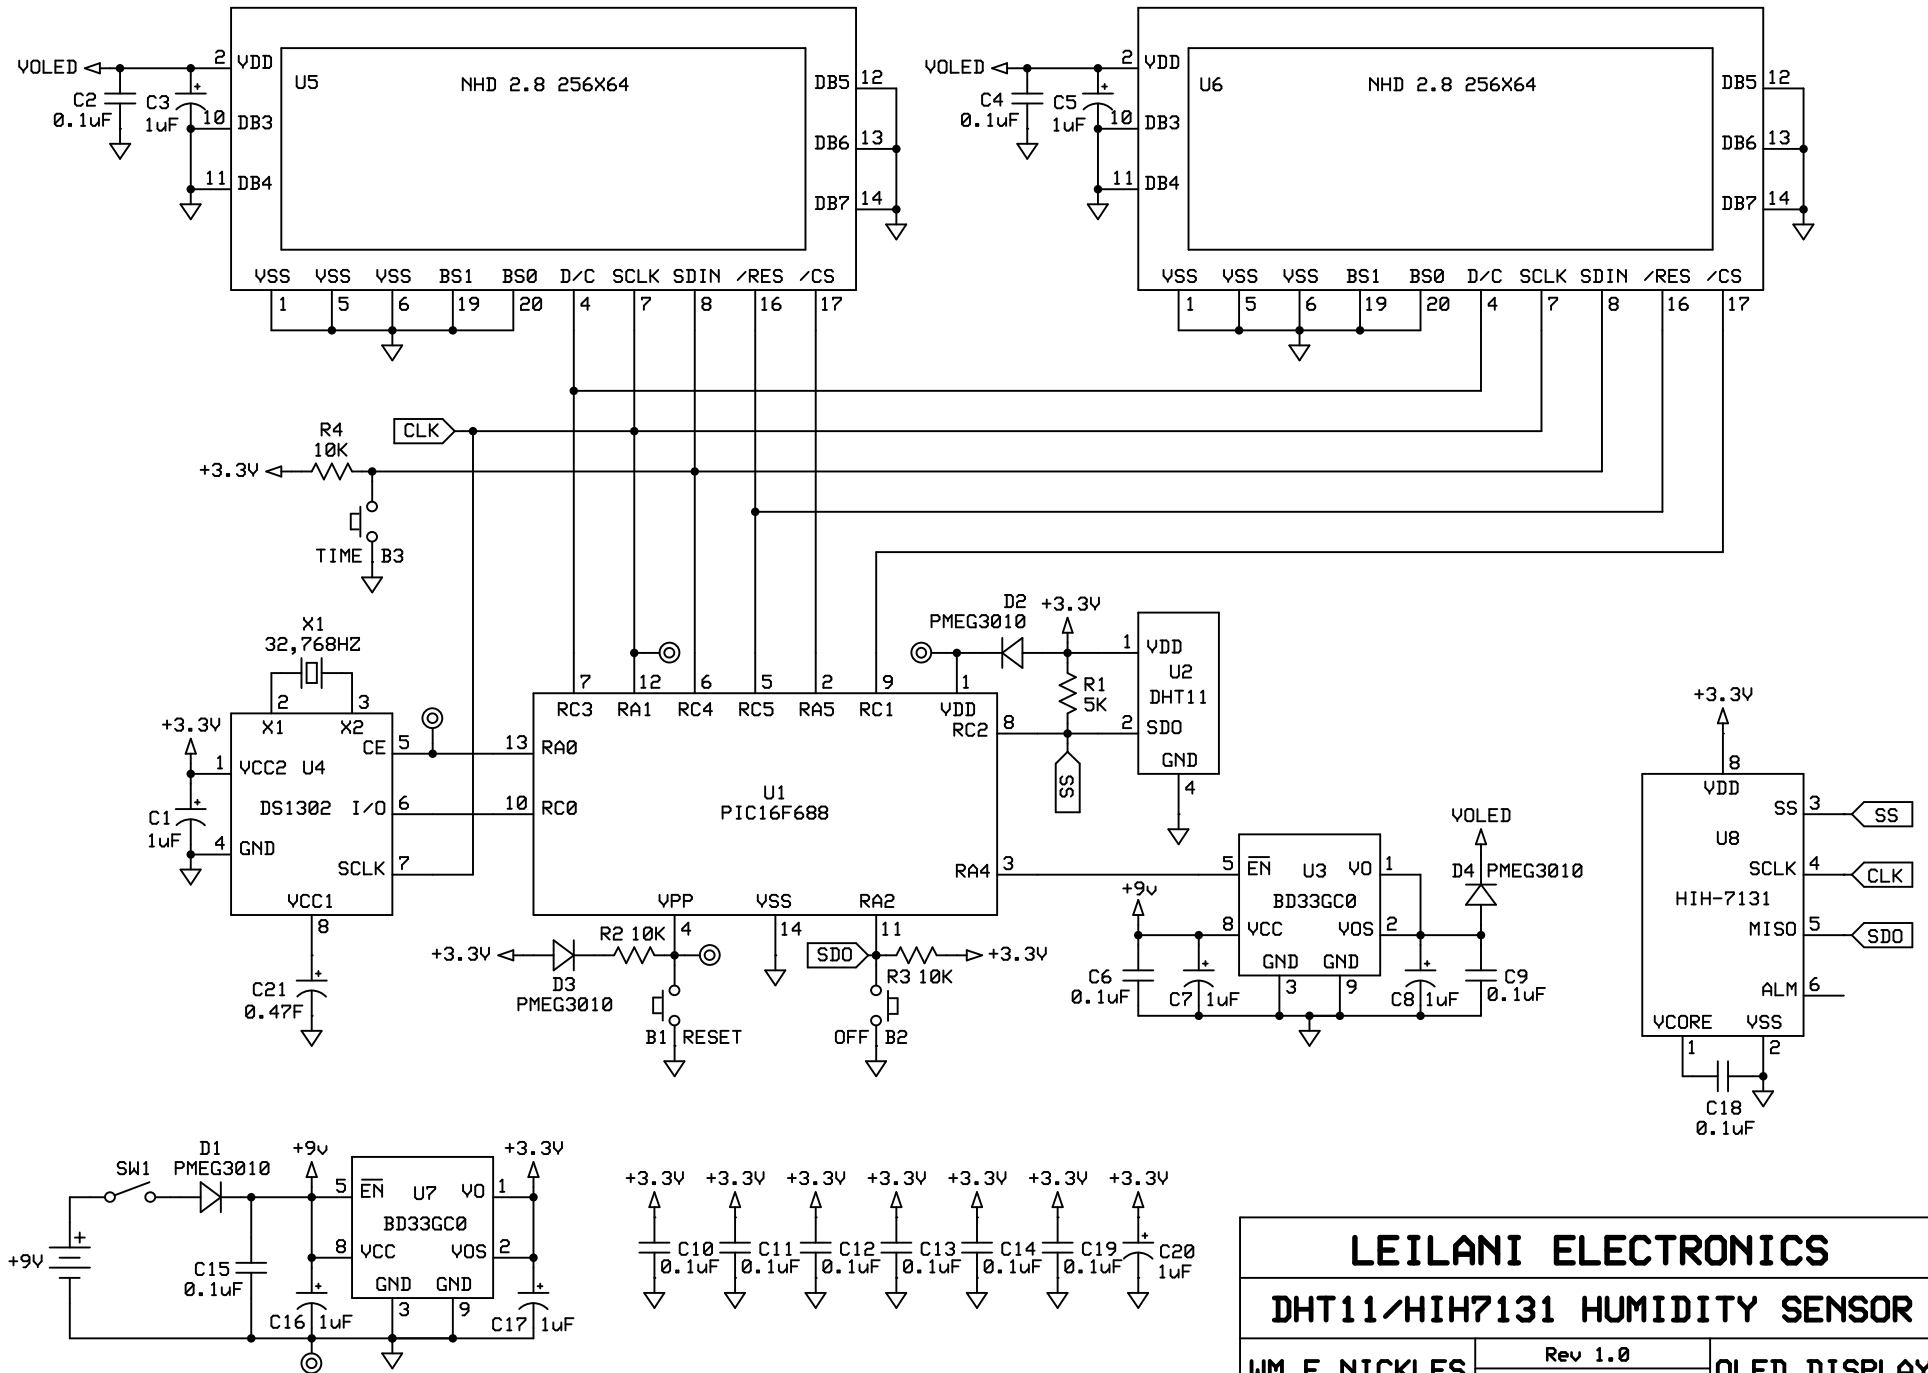 VOLED
2 VDD
U5
NHD 2.8 256X64
DB5 12
C2
0.1uF
C3
1uF
10 DB3
DB6 13
11 DB4
DB7 14
VSS VSS VSS BS1 BS0 D/C SCLK SDIN /RES /CS
1 5 6 19 20 4 7 8 16 17
VOLED
2 VDD
U6
NHD 2.8 256X64
DB5 12
C4
0.1uF
C5
1uF
10 DB3
DB6 13
11 DB4
DB7 14
VSS VSS VSS BS1 BS0 D/C SCLK SDIN /RES /CS
1 5 6 19 20 4 7 8 16 17
CLK
R4
10K
+3.3V
TIME B3
X1
32,768HZ
2 3
X1 X2
+3.3V
1 VCC2 U4
CE 5
DS1302
I/O 6
C1
1uF
4 GND
SCLK 7
VCC1
8
C21
0.47F
7 12 6 5 2 9 1
RC3 RA1 RC4 RC5 RA5 RC1 VDD
RC2 8
13 RA0
10 RC0
U1
PIC16F688
RA4 3
VPP VSS RA2
4 14 11
D2
PMEG3010
+3.3V
R1
5K
1 VDD
U2
DHT11
2 SDO
GND
4
SS
+3.3V
D3
PMEG3010
R2 10K
B1 RESET
SDO
R3 10K
+3.3V
OFF B2
5 EN U3 VO 1
BD33GC0
8 VCC VOS 2
GND GND
3 9
+9v
C6
0.1uF
C7 1uF
C8 1uF
C9
0.1uF
VOLED
D4 PMEG3010
+3.3V
8
VDD
SS 3 SS
U8
SCLK 4 CLK
HIH-7131
MISO 5 SDO
ALM 6
VCORE VSS
1 2
C18
0.1uF
SW1
D1
PMEG3010
+9v
+3.3V
5 EN U7 VO 1
BD33GC0
8 VCC VOS 2
GND GND
3 9
+
+9V
C15
0.1uF
C16 1uF
C17 1uF
+3.3V +3.3V +3.3V +3.3V +3.3V +3.3V +3.3V
C10 C11 C12 C13 C14 C19 C20
0.1uF 0.1uF 0.1uF 0.1uF 0.1uF 0.1uF 1uF
LEILANI ELECTRONICS
DHT11/HIH7131 HUMIDITY SENSOR
WM E NICKLES
Rev 1.0
OLED DISPLAY